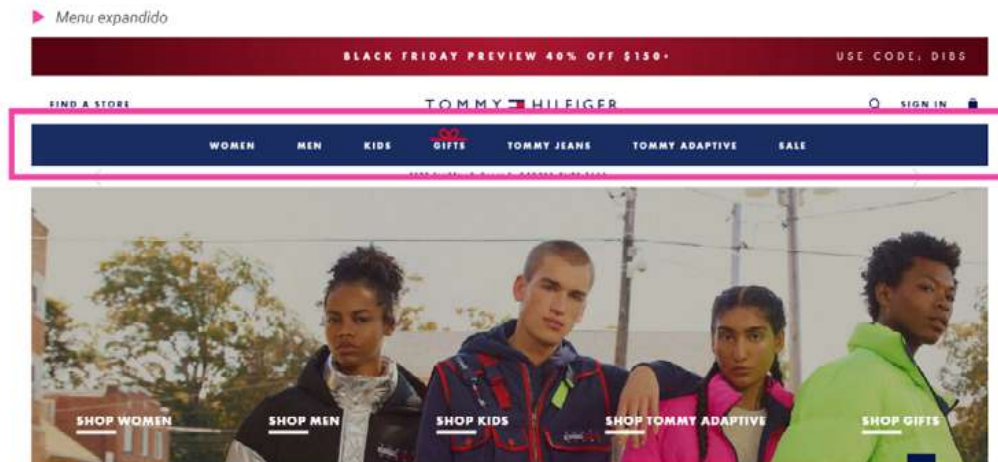 Menu expandido
BLACK FRIDAY PREVIEW 40% OFF $150+ USE CODE: DIBS
FIND A STORE TOMMY HILFIGER SIGN IN
WOMEN MEN KIDS GIFTS TOMMY JEANS TOMMY ADAPTIVE SALE
SHOP WOMEN SHOP MEN SHOP KIDS SHOP TOMMY ADAPTIVE SHOP GIFTS